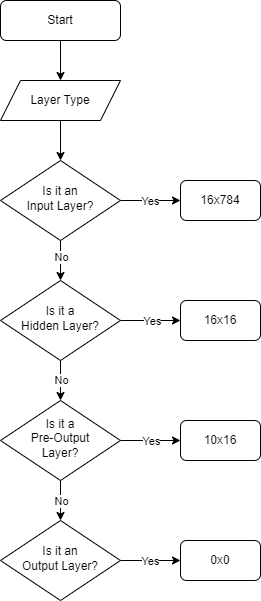 Start
Layer Type
Is it an
Input Layer?
Yes
16x784
No
Is it a
Hidden Layer?
Yes
16x16
No
Is it a
Pre-Output
Layer?
Yes
10x16
No
Is it an
Output Layer?
Yes
0x0